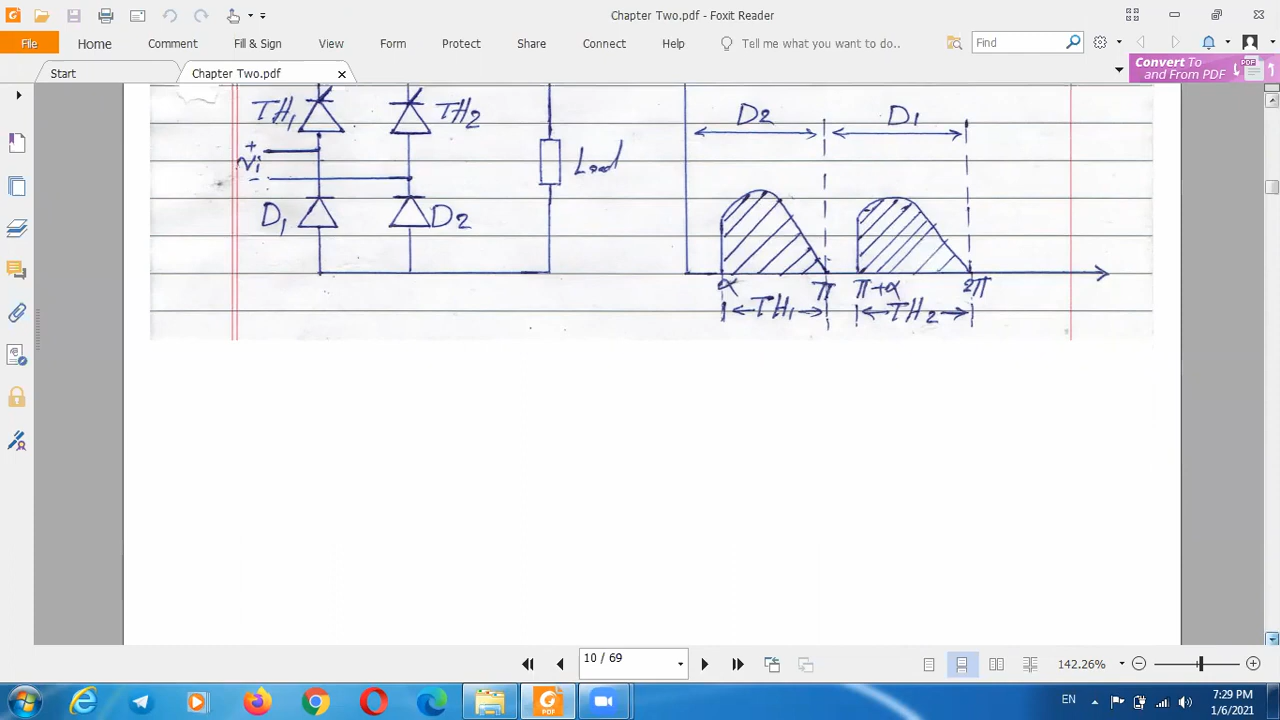 Chapter Two.pdf - Foxit Reader
File Home Comment Fill & Sign View Form Protect Share Connect Help Tell me what you want to do.. Find
Start Chapter Two.pdf
Convert To
and From PDF
TH1 TH2
D2 D1
+
Vi
-
Load
D1 D2
α π π+α 2π
TH1 TH2
10 / 69 142.26%
EN 7:29 PM
1/6/2021